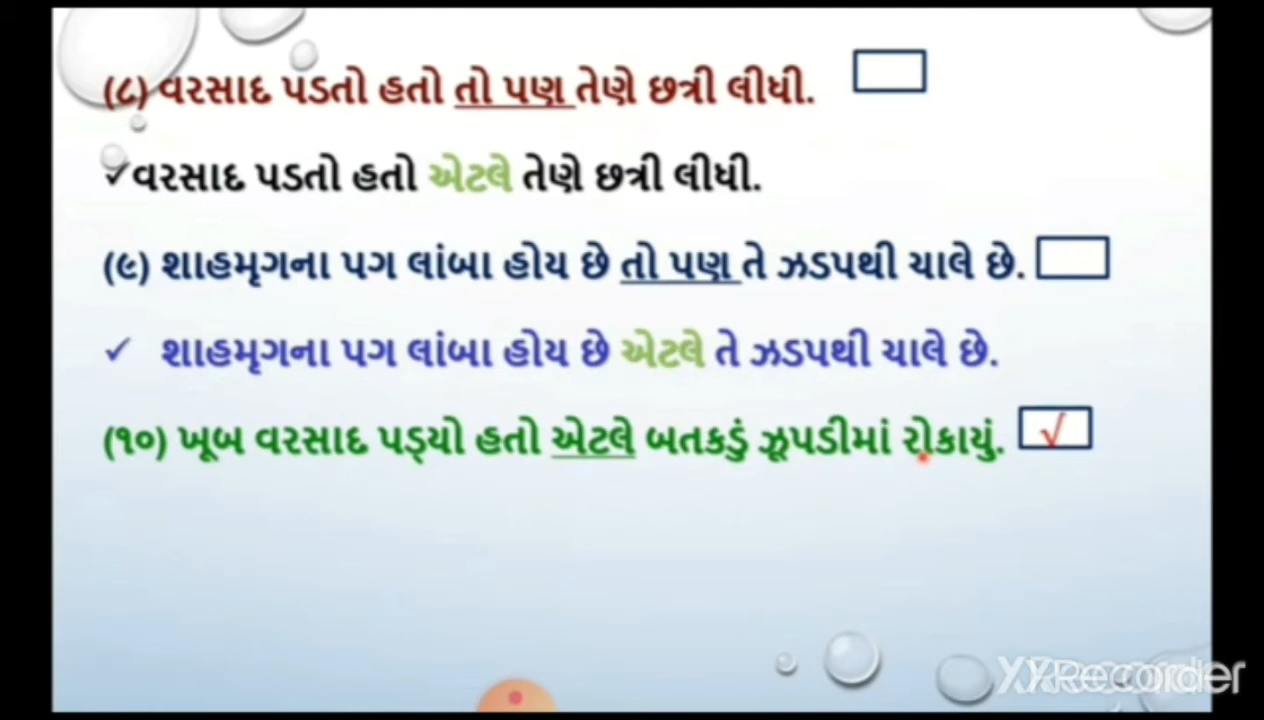 (૮) વરસાદ પડતો હતો તો પણ તેણે છત્રી લીધી.
✓વરસાદ પડતો હતો એટલે તેણે છત્રી લીધી.
(૯) શાહમૃગના પગ લાંબા હોય છે તો પણ તે ઝડપથી ચાલે છે.
✓ શાહમૃગના પગ લાંબા હોય છે એટલે તે ઝડપથી ચાલે છે.
(૧૦) ખૂબ વરસાદ પડ્યો હતો એટલે બતકડું ઝૂપડીમાં રોકાયું. √
XXRecorder